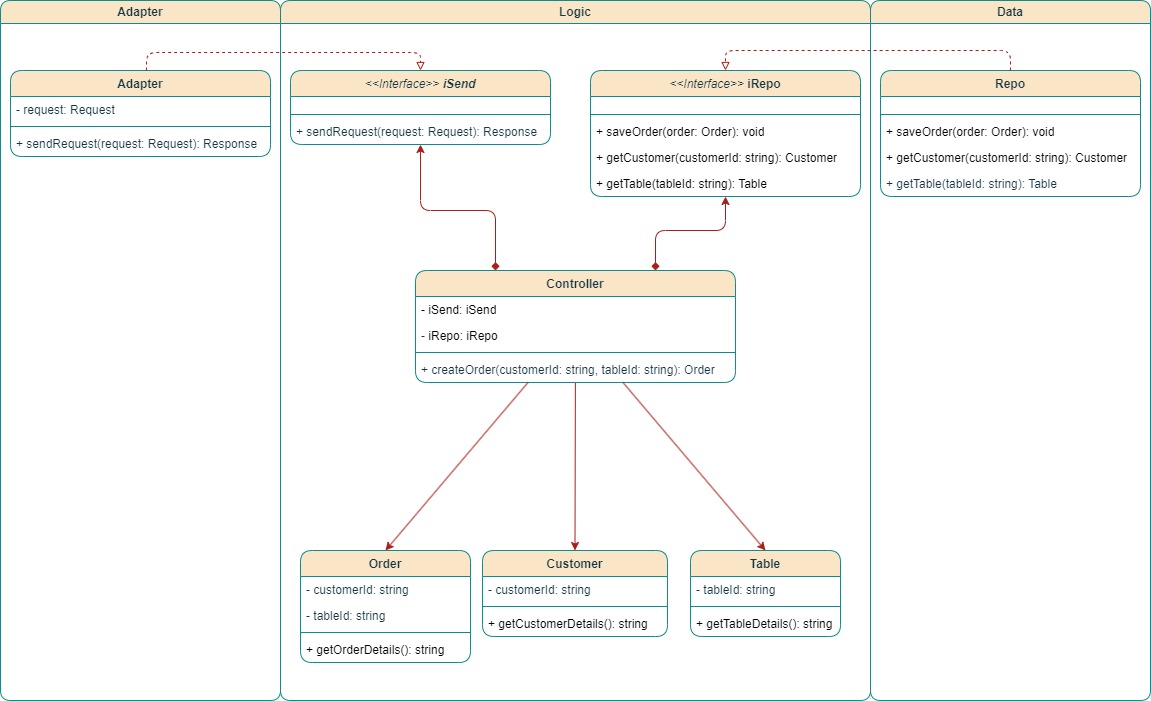 Adapter
Logic
Data
Adapter
- request: Request
+ sendRequest(request: Request): Response
<<Interface>> iSend
+ sendRequest(request: Request): Response
<<Interface>> iRepo
+ saveOrder(order: Order): void
+ getCustomer(customerId: string): Customer
+ getTable(tableId: string): Table
Repo
+ saveOrder(order: Order): void
+ getCustomer(customerId: string): Customer
+ getTable(tableId: string): Table
Controller
- iSend: iSend
- iRepo: iRepo
+ createOrder(customerId: string, tableId: string): Order
Order
- customerId: string
- tableId: string
+ getOrderDetails(): string
Customer
- customerId: string
+ getCustomerDetails(): string
Table
- tableId: string
+ getTableDetails(): string